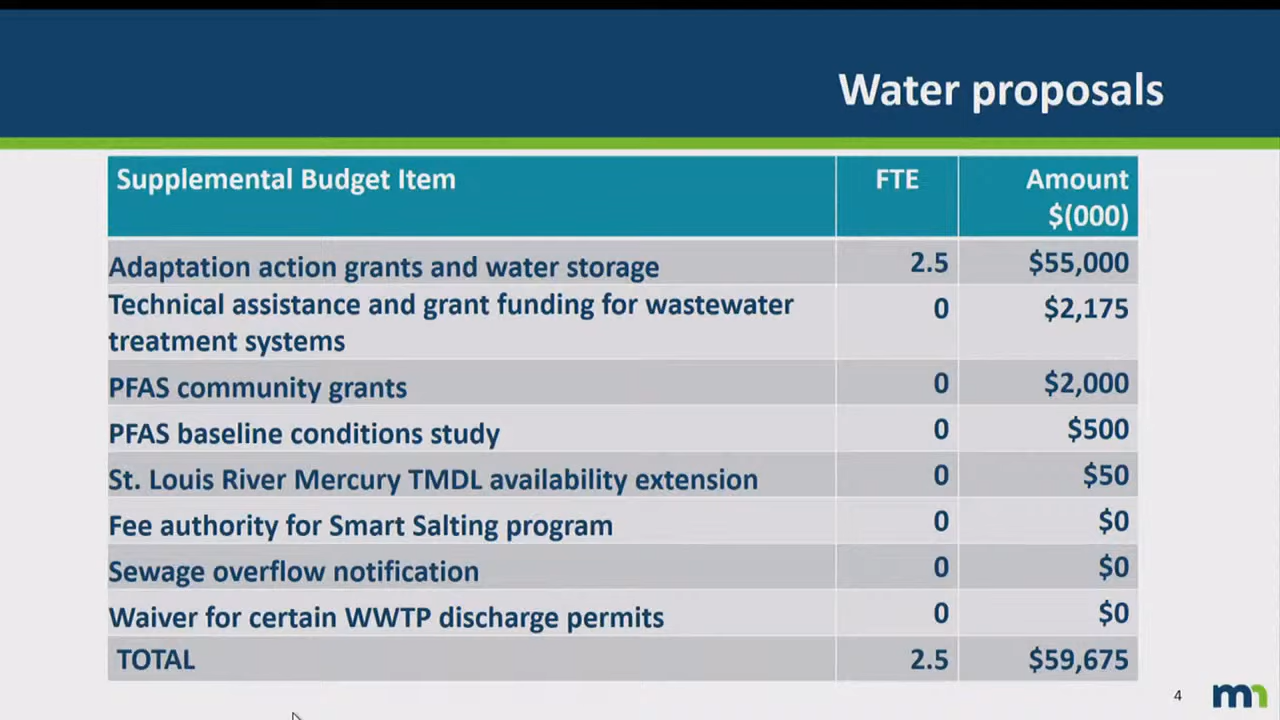 Water proposals
Supplemental Budget Item FTE Amount
$(000)
Adaptation action grants and water storage 2.5 $55,000
Technical assistance and grant funding for wastewater
treatment systems 0 $2,175
PFAS community grants 0 $2,000
PFAS baseline conditions study 0 $500
St. Louis River Mercury TMDL availability extension 0 $50
Fee authority for Smart Salting program 0 $0
Sewage overflow notification 0 $0
Waiver for certain WWTP discharge permits 0 $0
TOTAL 2.5 $59,675
4
mn